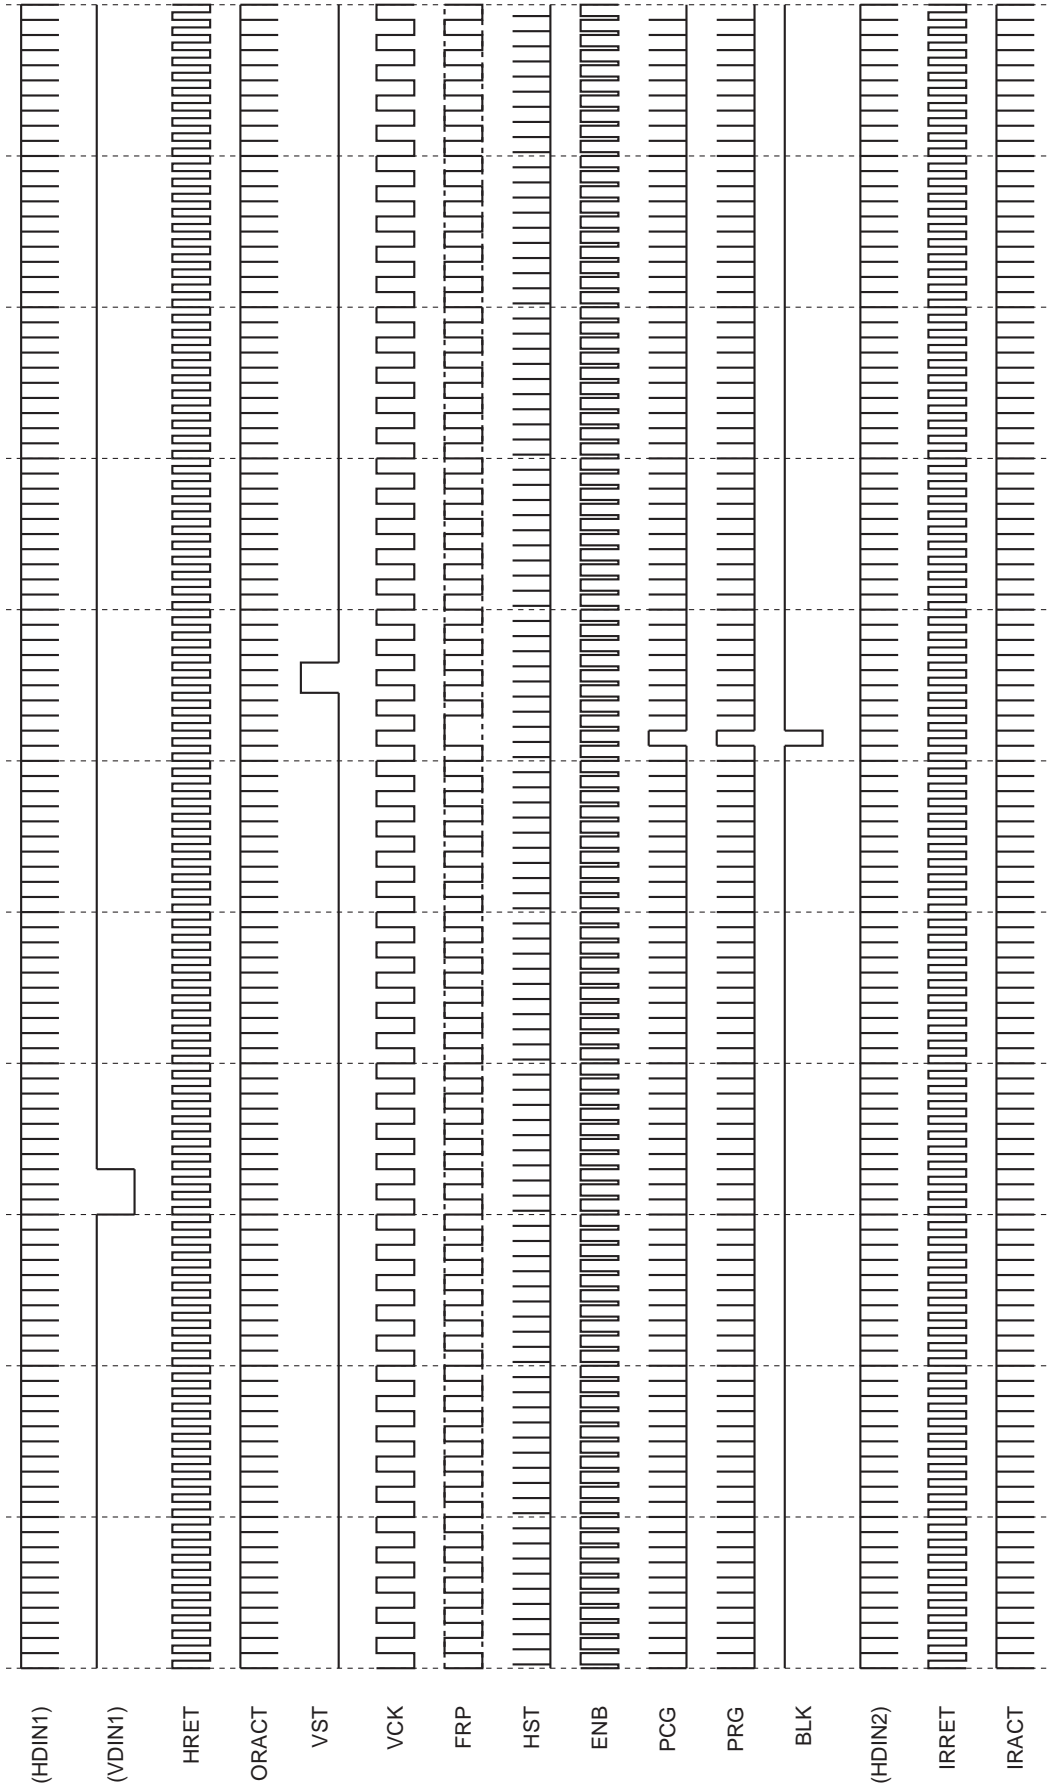 (HDIN1)
(VDIN1)
HRET
ORACT
VST
VCK
FRP
HST
ENB
PCG
PRG
BLK
(HDIN2)
IRRET
IRACT